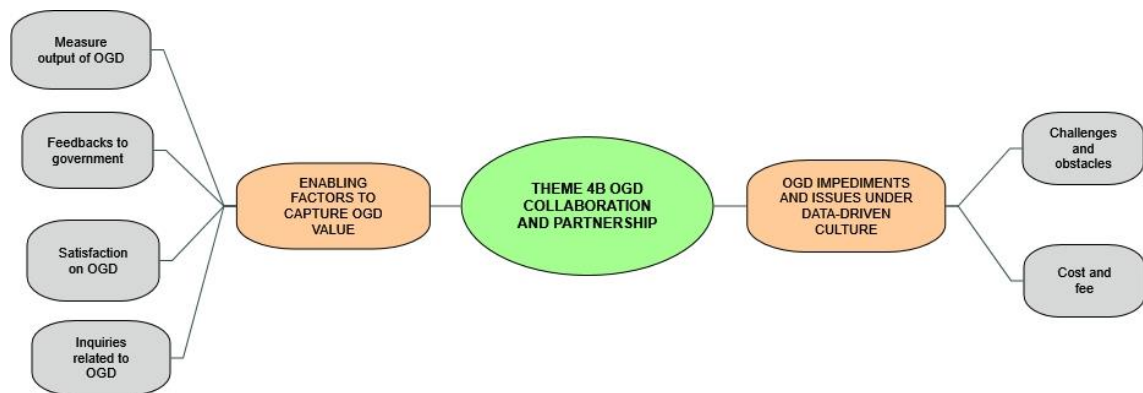 Measure
output of OGD
Feedbacks to
government
Satisfaction
on OGD
Inquiries
related to
OGD
ENABLING
FACTORS TO
CAPTURE OGD
VALUE
THEME 4B OGD
COLLABORATION
AND PARTNERSHIP
OGD IMPEDIMENTS
AND ISSUES UNDER
DATA-DRIVEN
CULTURE
Challenges
and
obstacles
Cost and
fee